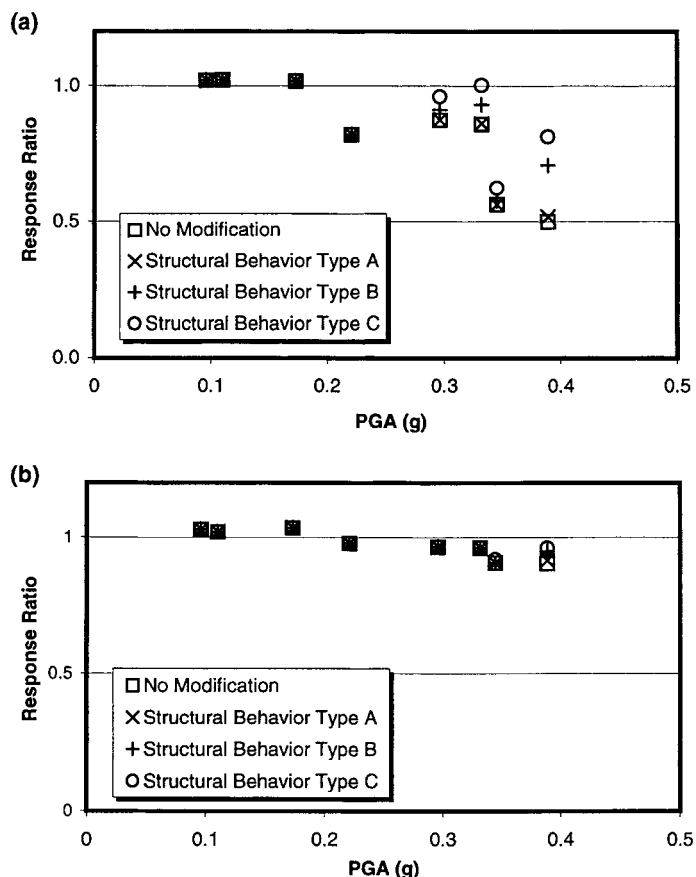 (a)
Response Ratio
1.0
0.5
0.0
No Modification
Structural Behavior Type A
Structural Behavior Type B
Structural Behavior Type C
0 0.1 0.2 0.3 0.4 0.5
PGA (g)
(b)
Response Ratio
1
0.5
0
No Modification
Structural Behavior Type A
Structural Behavior Type B
Structural Behavior Type C
0 0.1 0.2 0.3 0.4 0.5
PGA (g)